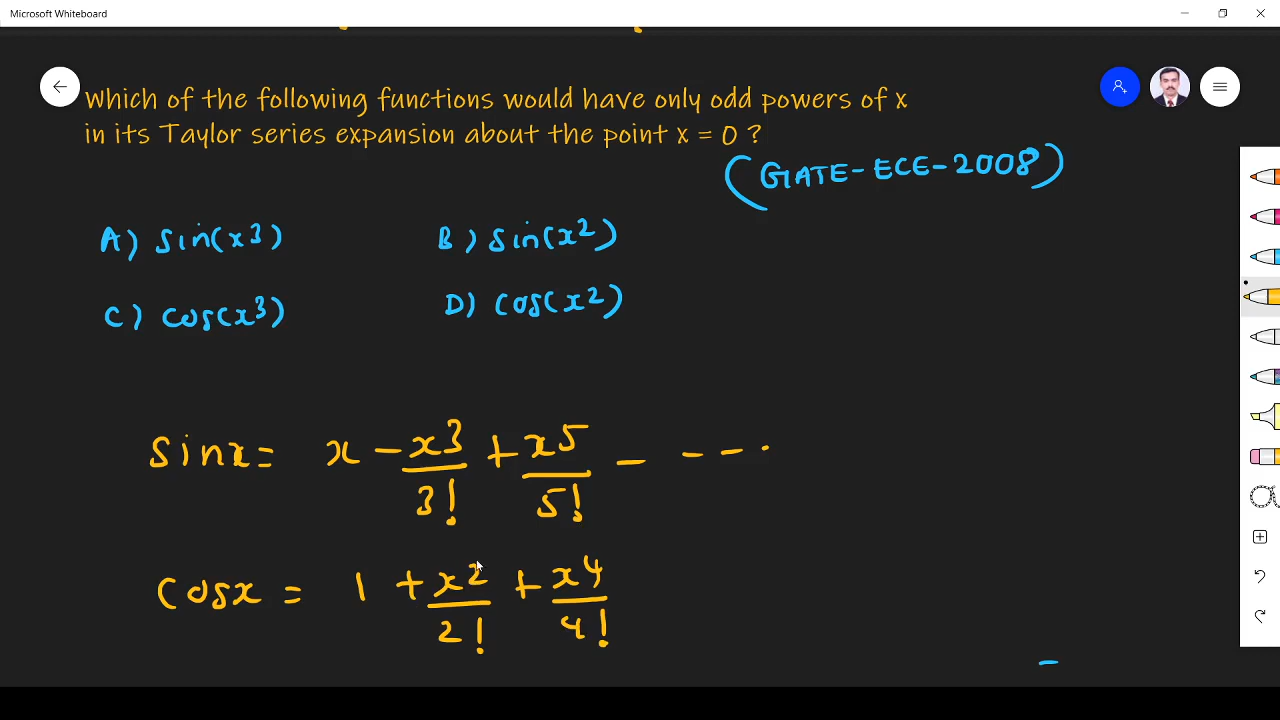 Microsoft Whiteboard
Which of the following functions would have only odd powers of x
in its Taylor series expansion about the point x = 0 ?
(GATE-ECE-2008)
A) sin(x3) B) sin(x2)
C) cos(x3) D) cos(x2)
sinx = x - x3/3! + x5/5! - - - - .
cosx = 1 + x2/2! + x4/4!